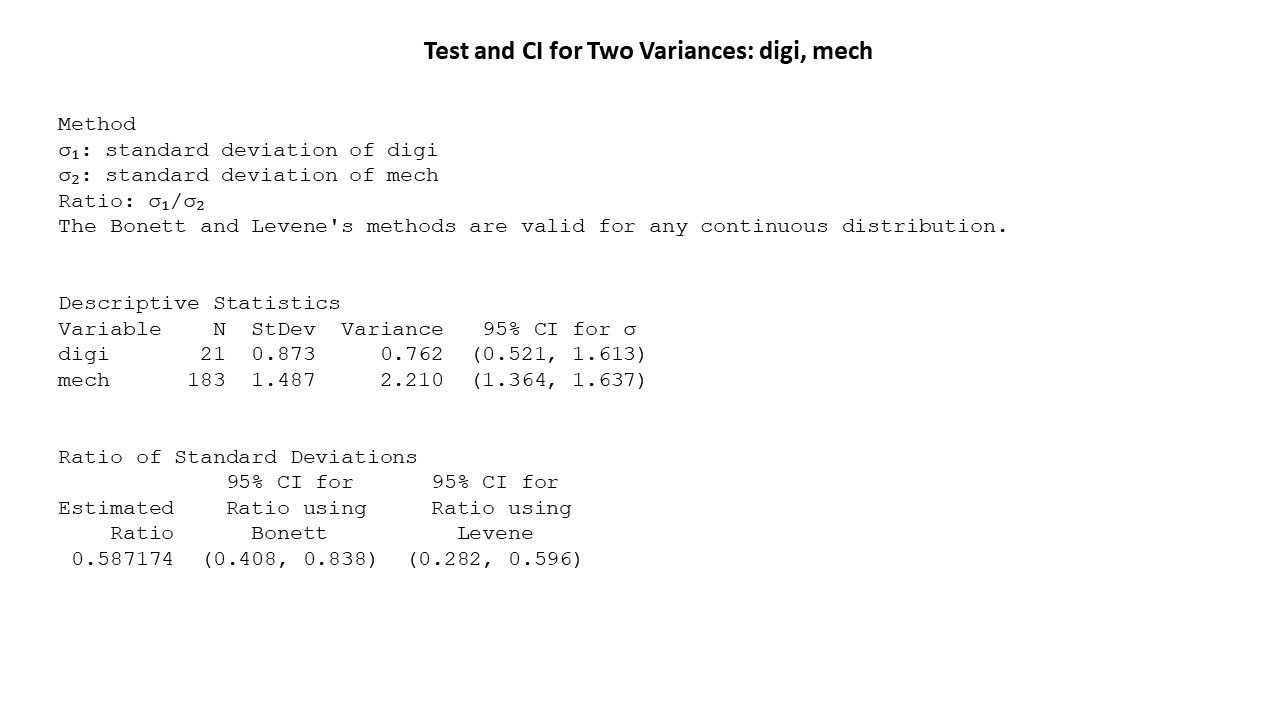 Test and CI for Two Variances: digi, mech
Method
σ₁: standard deviation of digi
σ₂: standard deviation of mech
Ratio: σ₁/σ₂
The Bonett and Levene's methods are valid for any continuous distribution.
Descriptive Statistics
Variable    N  StDev  Variance   95% CI for σ
digi       21  0.873     0.762  (0.521, 1.613)
mech      183  1.487     2.210  (1.364, 1.637)
Ratio of Standard Deviations
             95% CI for      95% CI for
Estimated    Ratio using     Ratio using
    Ratio      Bonett          Levene
 0.587174  (0.408, 0.838)  (0.282, 0.596)